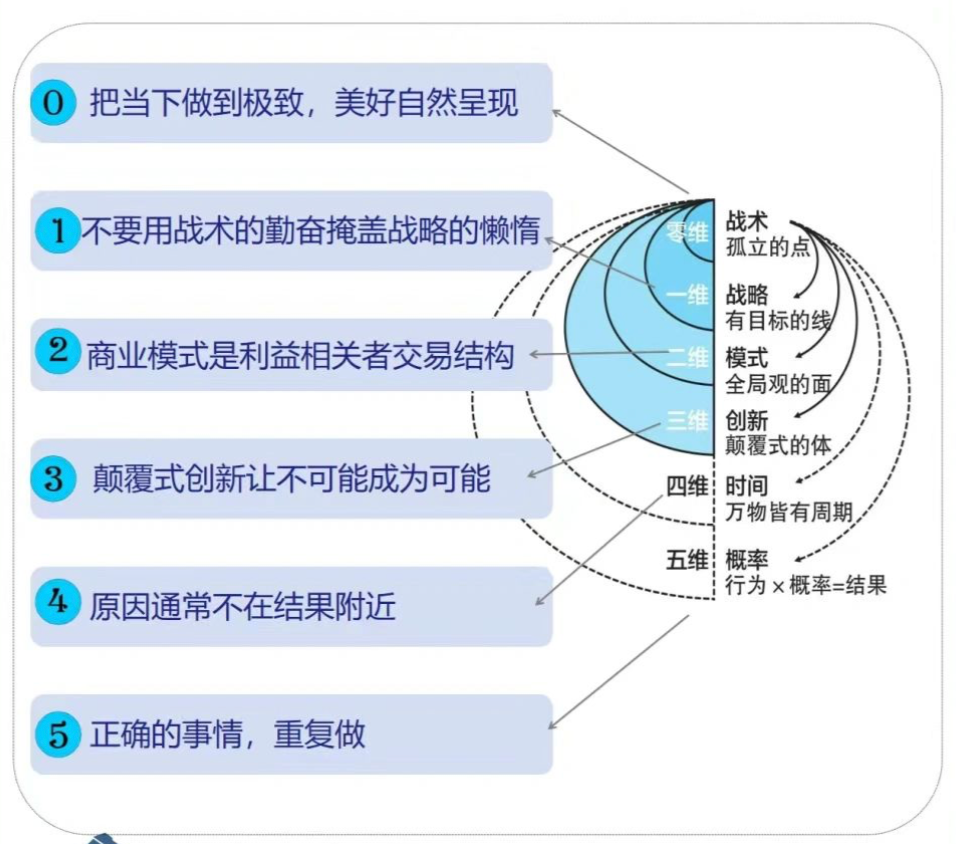 0 把当下做到极致，美好自然呈现
1 不要用战术的勤奋掩盖战略的懒惰
2 商业模式是利益相关者交易结构
3 颠覆式创新让不可能成为可能
4 原因通常不在结果附近
5 正确的事情，重复做
零维 战术
孤立的点
一维 战略
有目标的线
二维 模式
全局观的面
三维 创新
颠覆式的体
四维 时间
万物皆有周期
五维 概率
行为×概率=结果